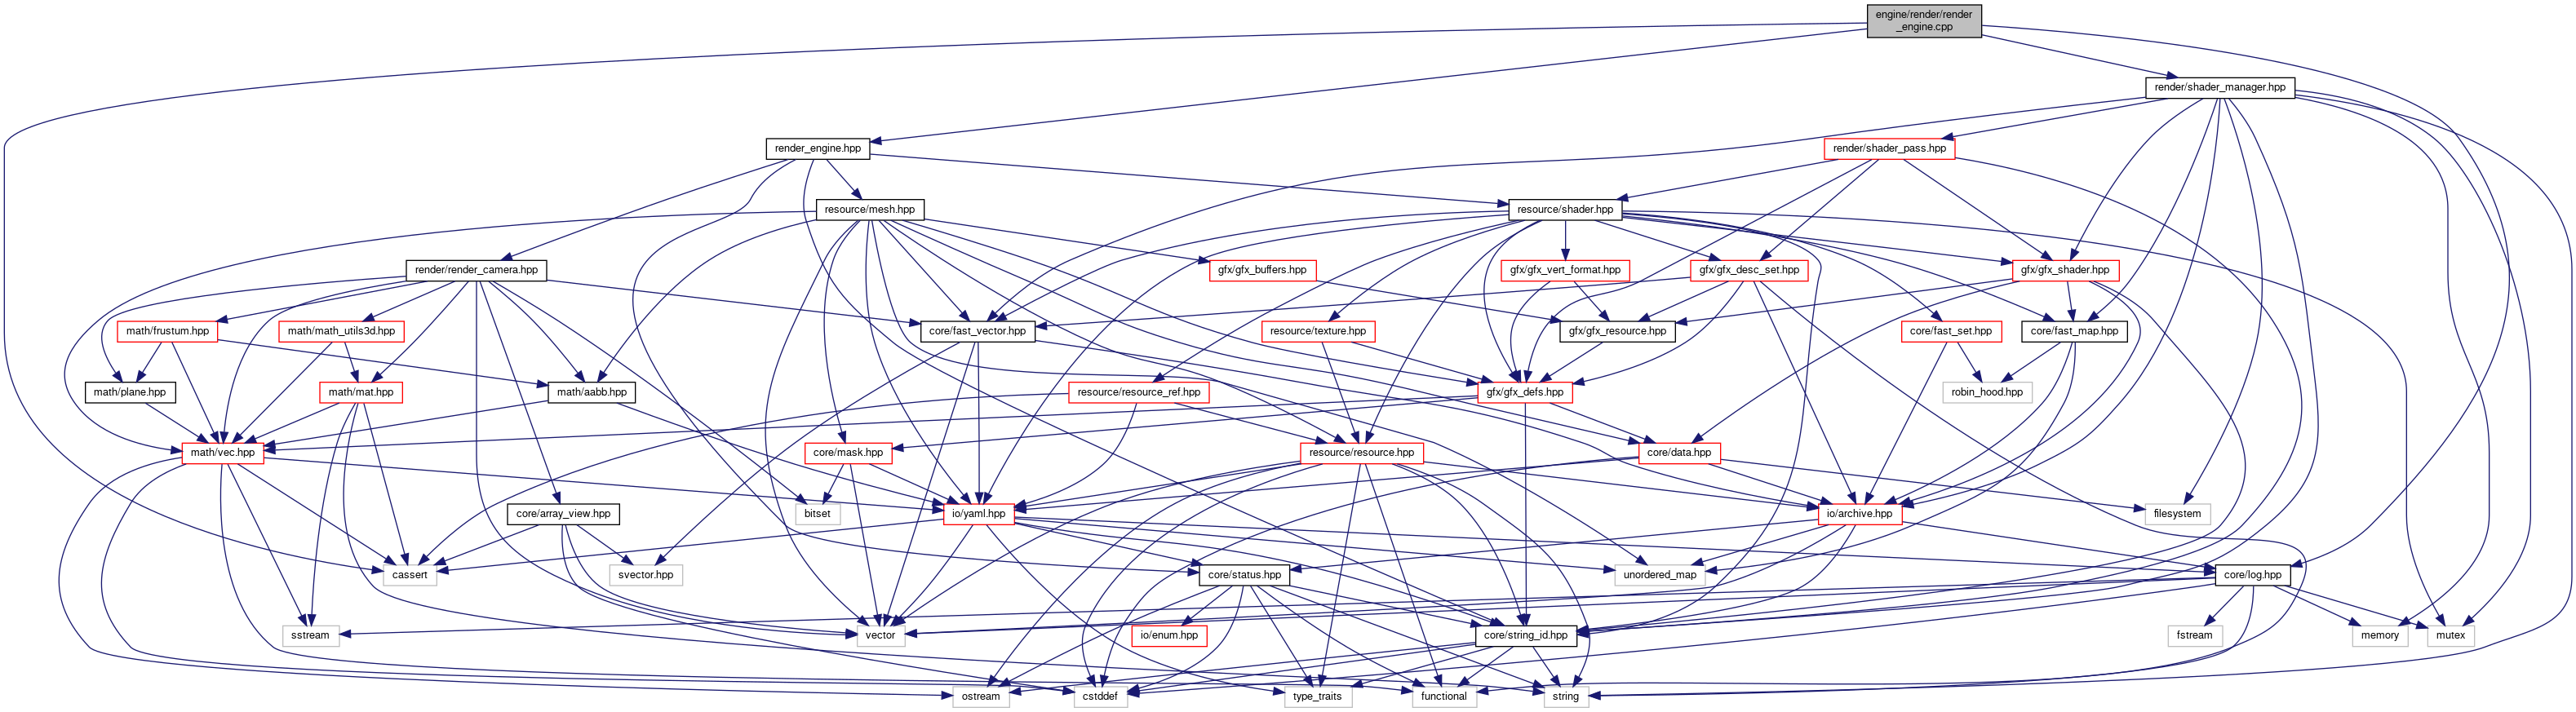 engine/render/render
_engine.cpp
render/shader_manager.hpp
render_engine.hpp
render/shader_pass.hpp
resource/mesh.hpp
resource/shader.hpp
render/render_camera.hpp
gfx/gfx_buffers.hpp
gfx/gfx_vert_format.hpp
gfx/gfx_desc_set.hpp
gfx/gfx_shader.hpp
math/frustum.hpp
math/math_utils3d.hpp
core/fast_vector.hpp
resource/texture.hpp
gfx/gfx_resource.hpp
core/fast_set.hpp
core/fast_map.hpp
math/plane.hpp
math/mat.hpp
math/aabb.hpp
resource/resource_ref.hpp
gfx/gfx_defs.hpp
robin_hood.hpp
math/vec.hpp
core/mask.hpp
resource/resource.hpp
core/data.hpp
core/array_view.hpp
bitset
io/yaml.hpp
io/archive.hpp
filesystem
cassert
svector.hpp
unordered_map
core/status.hpp
core/log.hpp
sstream
io/enum.hpp
vector
core/string_id.hpp
fstream
memory
mutex
ostream
cstddef
type_traits
functional
string